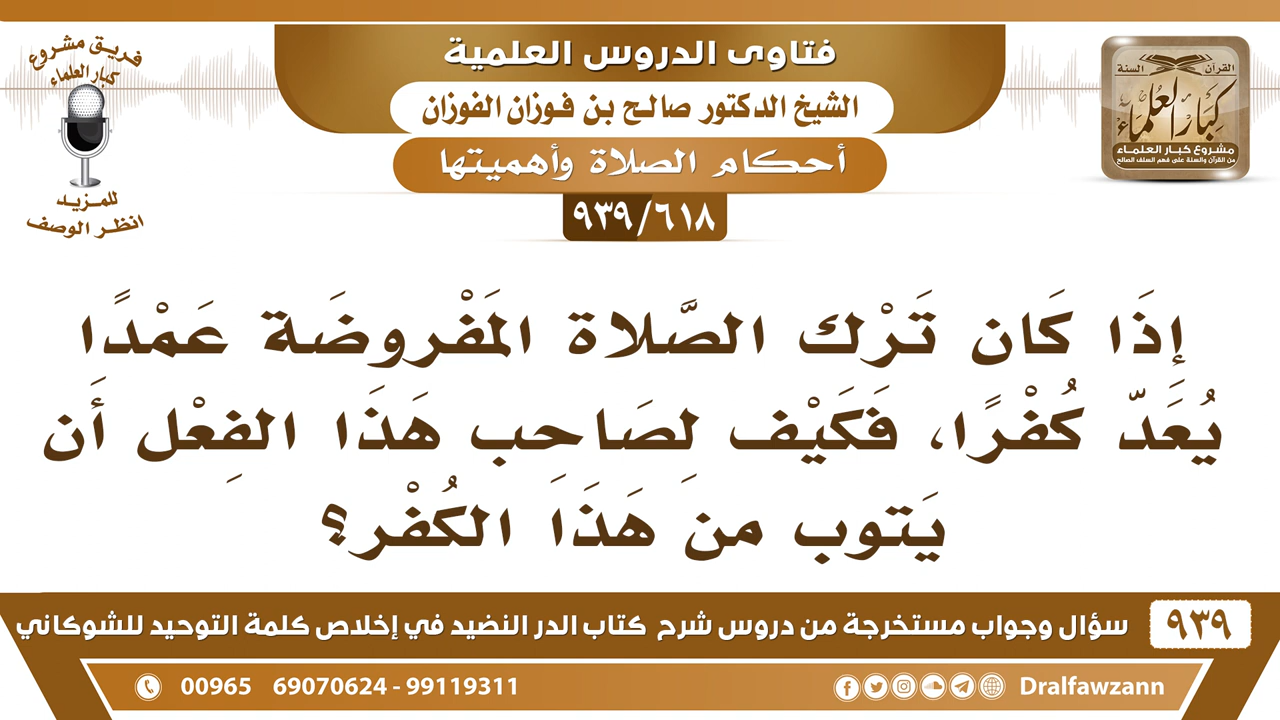 فريق مشروع
كبار العلماء
للمزيد
انظر الوصف
فتاوى الدروس العلمية
الشيخ الدكتور صالح بن فوزان الفوزان
أحكام الصلاة وأهميتها
٦١٨/٩٣٩
القرآن السنة
كبار العلماء
مشروع كبار العلماء
من القرآن والسنة على فهم السلف الصالح
إِذَا كَان تَرْك الصَّلاة المَفْروضَة عَمْدًا
يُعَدّ كُفْرًا، فَكَيْف لِصَاحِب هَذَا الفِعْل أَن
يَتوب من هَذَا الكُفْر؟
٩٣٩ سؤال وجواب مستخرجة من دروس شرح كتاب الدر النضيد في إخلاص كلمة التوحيد للشوكاني
00965 69070624 - 99119311
Dralfawzann